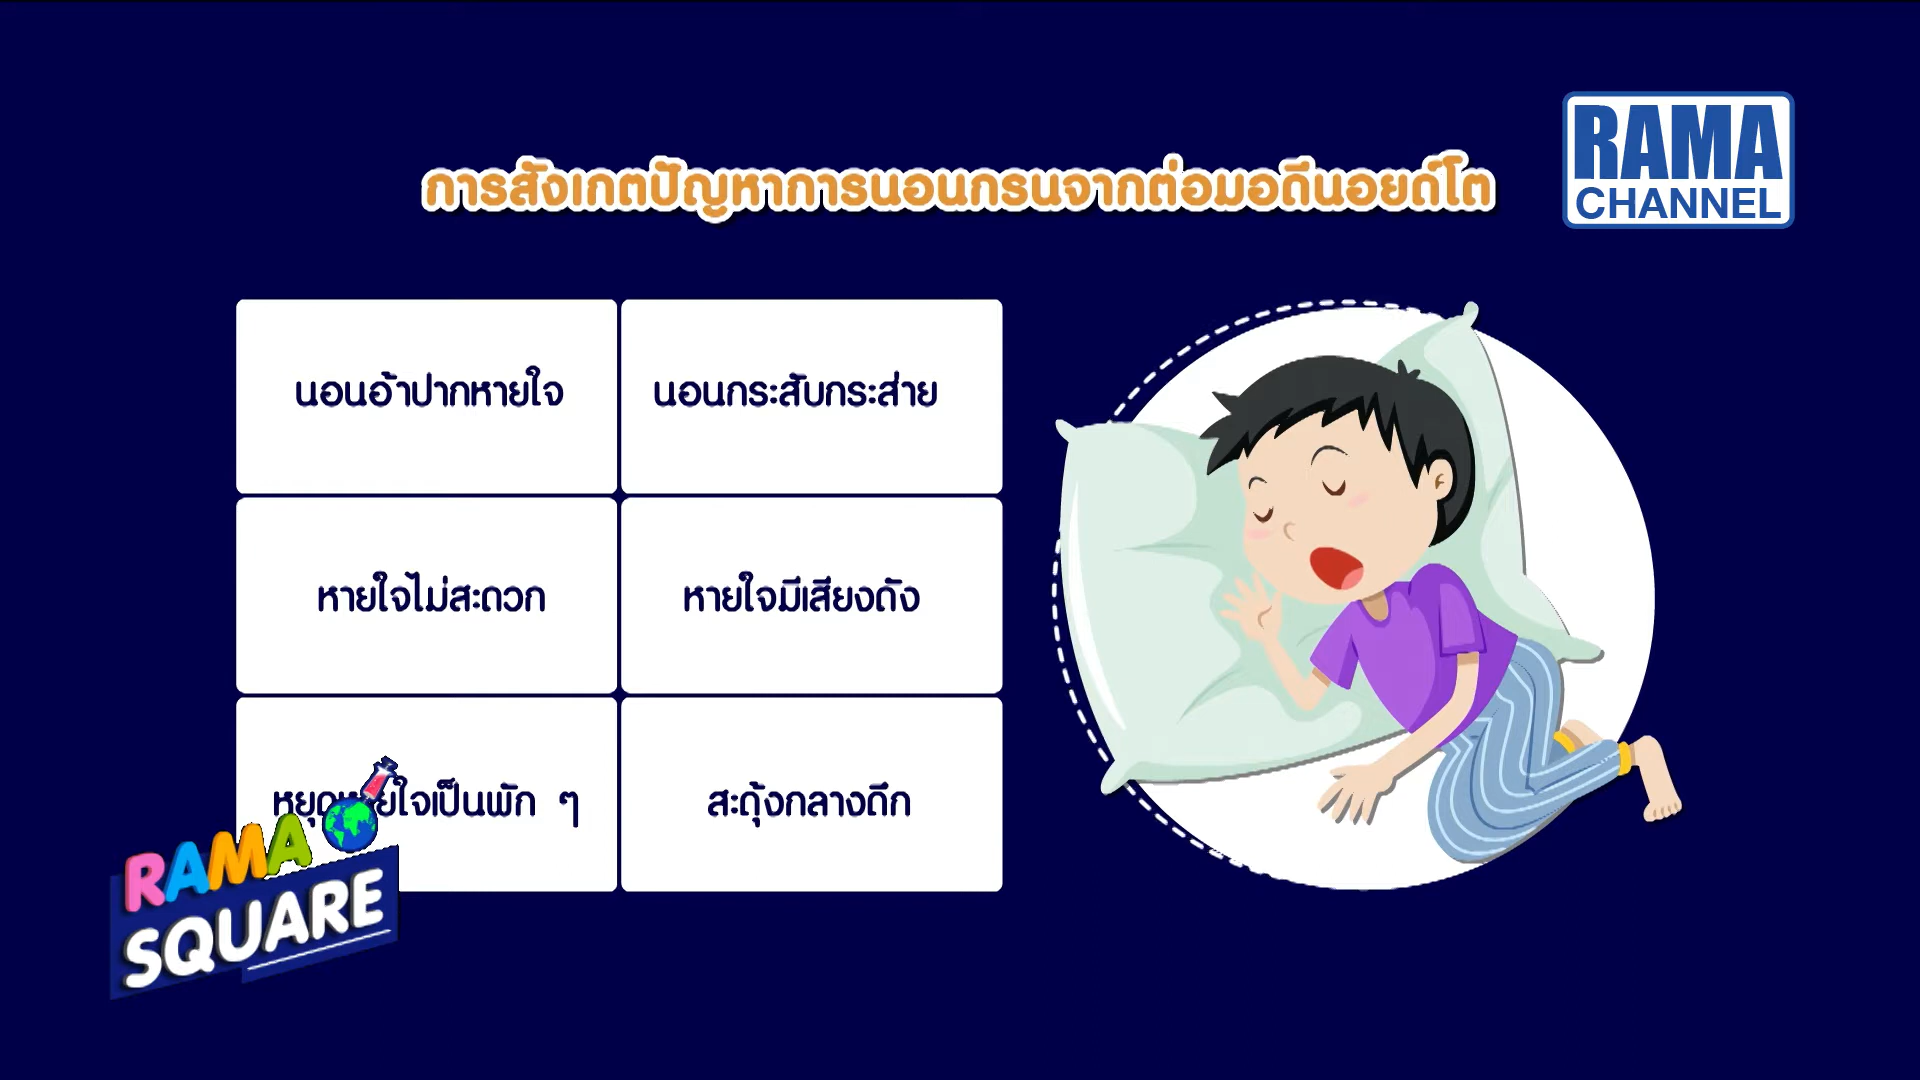 RAMA
CHANNEL
การสังเกตปัญหาการนอนกรนจากต่อมอดีนอยด์โต
นอนอ้าปากหายใจ
นอนกระสับกระส่าย
หายใจไม่สะดวก
หายใจมีเสียงดัง
หยุดหายใจเป็นพัก ๆ
สะดุ้งกลางดึก
RAMA
SQUARE